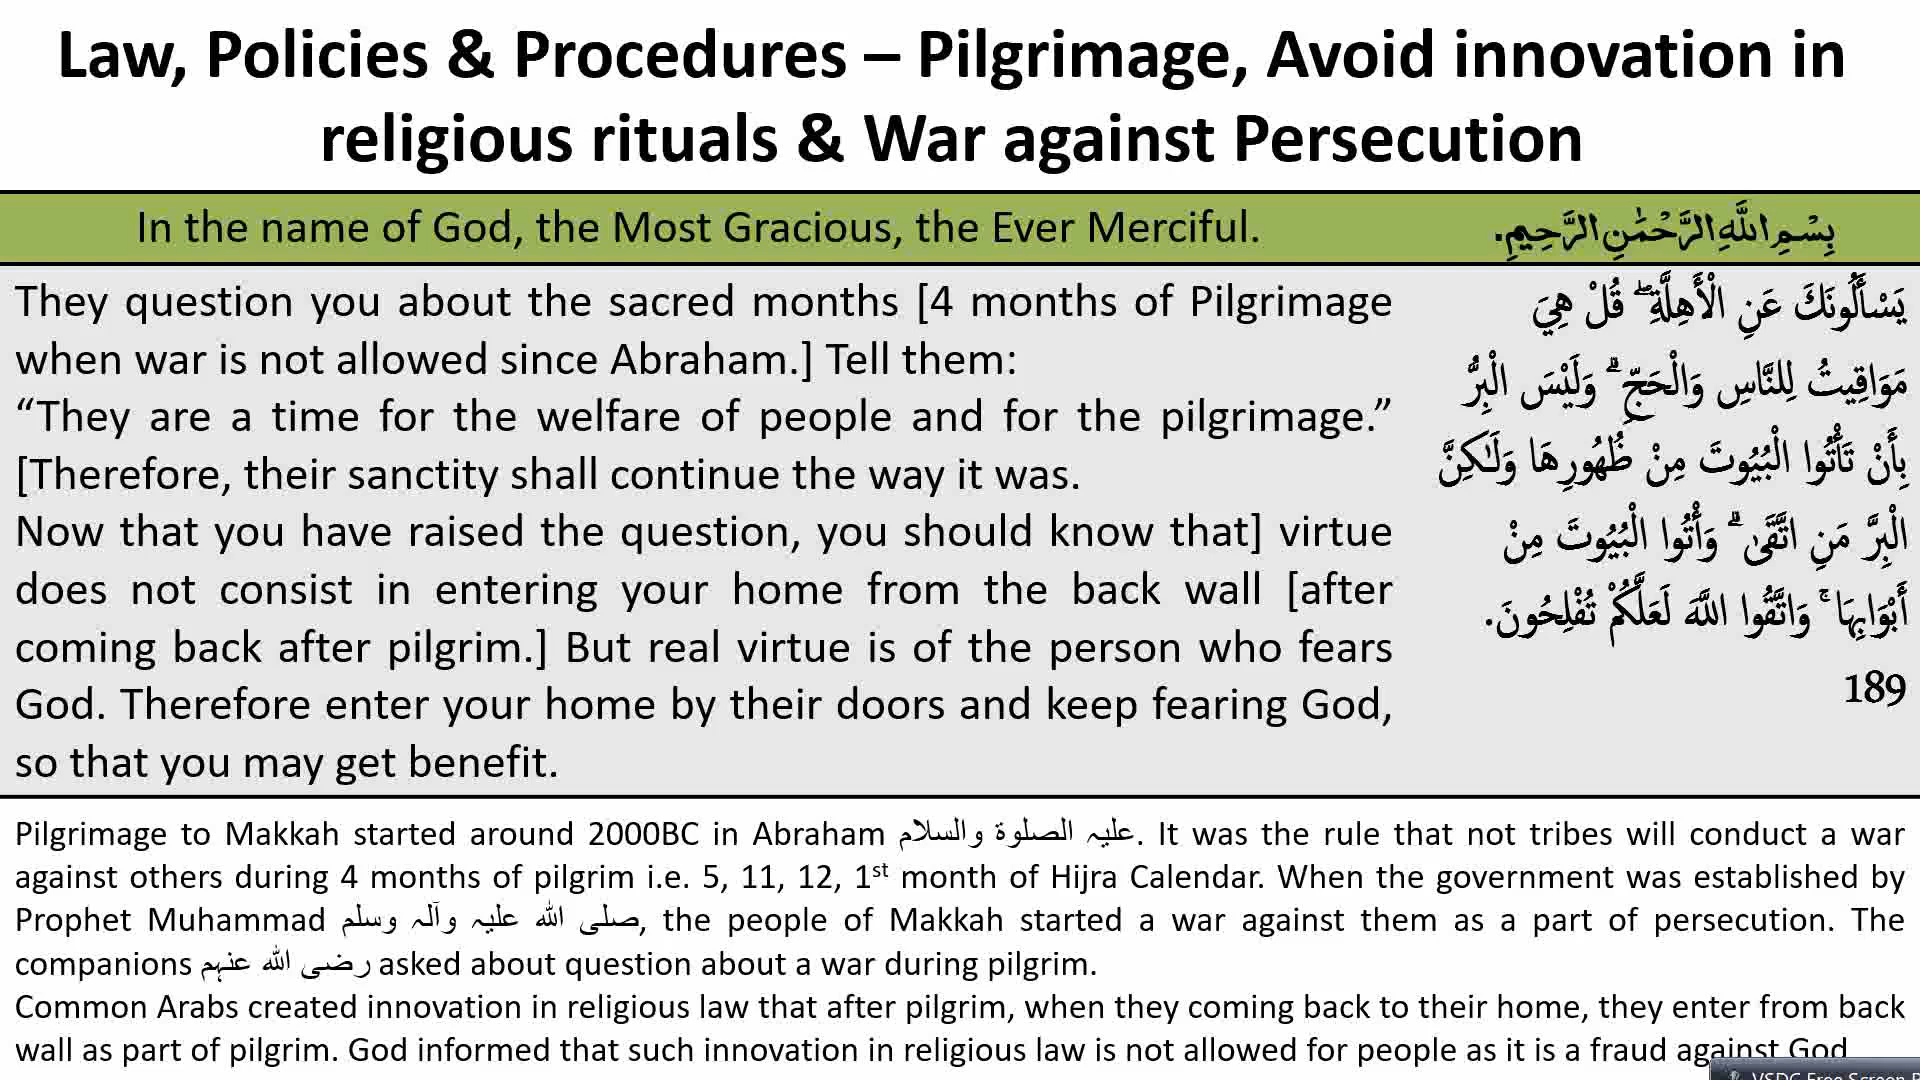 Law, Policies & Procedures – Pilgrimage, Avoid innovation in
religious rituals & War against Persecution
In the name of God, the Most Gracious, the Ever Merciful.
بِسْمِ اللَّهِ الرَّحْمَٰنِ الرَّحِيمِ.
They question you about the sacred months [4 months of Pilgrimage
when war is not allowed since Abraham.] Tell them:
“They are a time for the welfare of people and for the pilgrimage.”
[Therefore, their sanctity shall continue the way it was.
Now that you have raised the question, you should know that] virtue
does not consist in entering your home from the back wall [after
coming back after pilgrim.] But real virtue is of the person who fears
God. Therefore enter your home by their doors and keep fearing God,
so that you may get benefit.
يَسْأَلُونَكَ عَنِ الْأَهِلَّةِ ۖ قُلْ هِيَ
مَوَاقِيتُ لِلنَّاسِ وَالْحَجِّ ۗ وَلَيْسَ الْبِرُّ
بِأَنْ تَأْتُوا الْبُيُوتَ مِنْ ظُهُورِهَا وَلَٰكِنَّ
الْبِرَّ مَنِ اتَّقَىٰ ۗ وَأْتُوا الْبُيُوتَ مِنْ
أَبْوَابِهَا ۚ وَاتَّقُوا اللَّهَ لَعَلَّكُمْ تُفْلِحُونَ.
189
Pilgrimage to Makkah started around 2000BC in Abraham علیہ الصلوۃ والسلام. It was the rule that not tribes will conduct a war
against others during 4 months of pilgrim i.e. 5, 11, 12, 1st month of Hijra Calendar. When the government was established by
Prophet Muhammad صلی اللہ علیہ وآلہ وسلم, the people of Makkah started a war against them as a part of persecution. The
companions رضی اللہ عنہم asked about question about a war during pilgrim.
Common Arabs created innovation in religious law that after pilgrim, when they coming back to their home, they enter from back
wall as part of pilgrim. God informed that such innovation in religious law is not allowed for people as it is a fraud against God
VSDC Free Screen